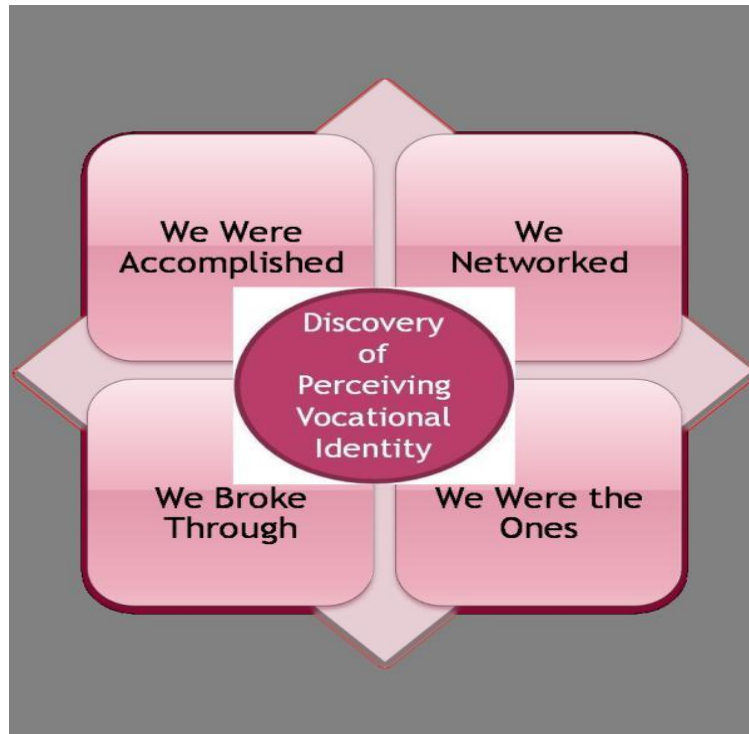 We Were
Accomplished
We
Networked
Discovery
of
Perceiving
Vocational
Identity
We Broke
Through
We Were the
Ones